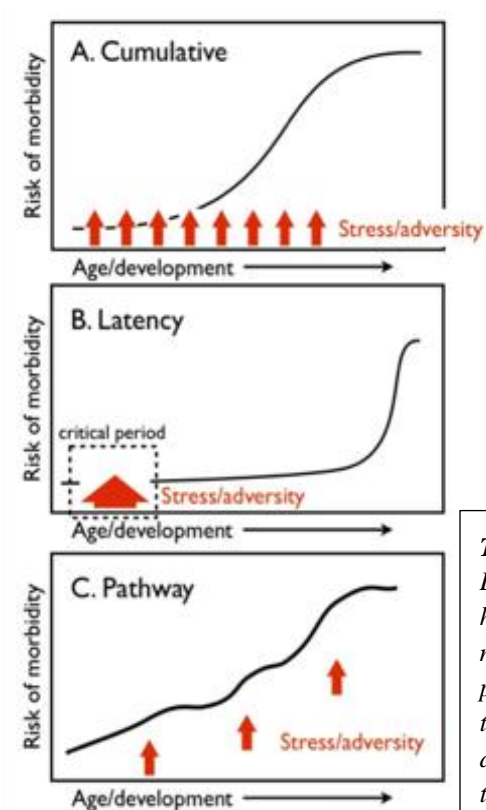 A. Cumulative
Risk of morbidity
Stress/adversity
Age/development
B. Latency
Risk of morbidity
critical period
Stress/adversity
Age/development
C. Pathway
Risk of morbidity
Stress/adversity
Age/development